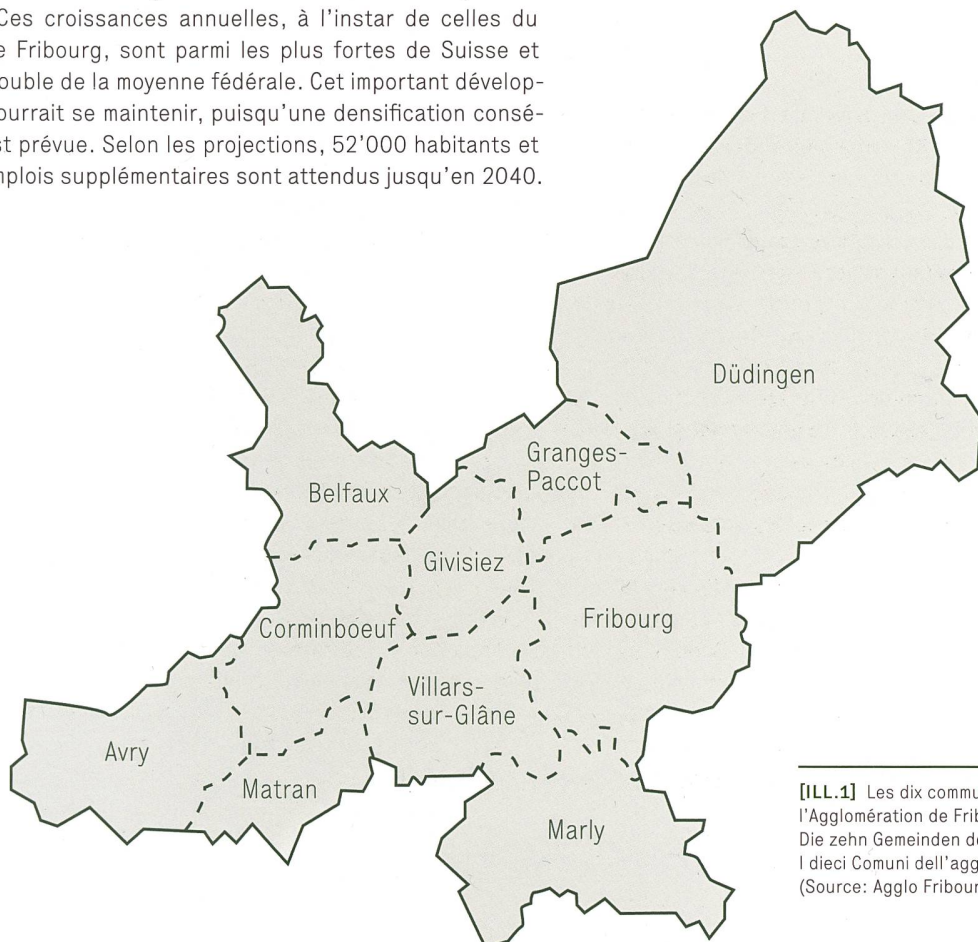 Ces croissances annuelles, à l’instar de celles du
e Fribourg, sont parmi les plus fortes de Suisse et
ouble de la moyenne fédérale. Cet important dévelop-
ourrait se maintenir, puisqu’une densification consé-
st prévue. Selon les projections, 52’000 habitants et
mplois supplémentaires sont attendus jusqu’en 2040.
Düdingen
Granges-
Paccot
Belfaux
Givisiez
Fribourg
Corminboeuf
Villars-
sur-Glâne
Avry
Matran
Marly
[ILL.1] Les dix commu
l’Agglomération de Frib
Die zehn Gemeinden de
I dieci Comuni dell’agg
(Source: Agglo Fribour